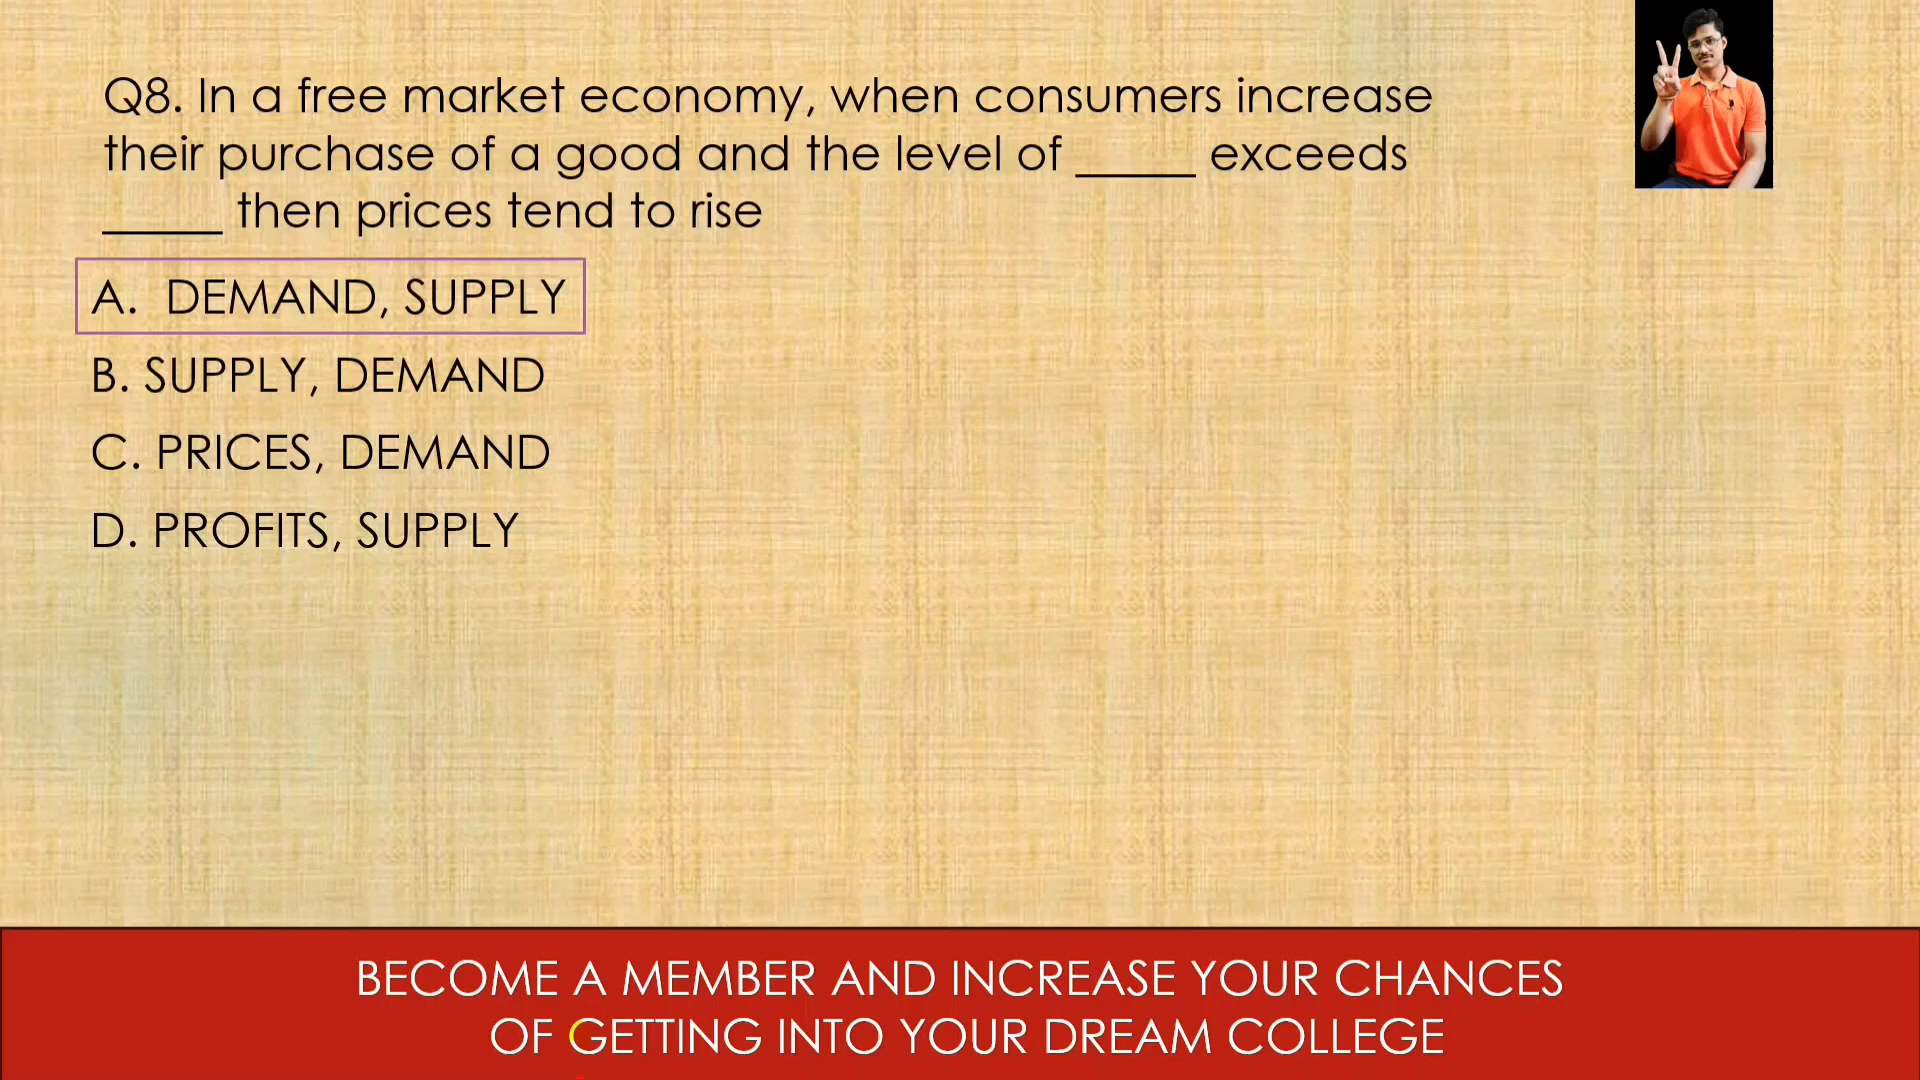 Q8. In a free market economy, when consumers increase
their purchase of a good and the level of _____ exceeds
_____ then prices tend to rise
A. DEMAND, SUPPLY
B. SUPPLY, DEMAND
C. PRICES, DEMAND
D. PROFITS, SUPPLY
BECOME A MEMBER AND INCREASE YOUR CHANCES
OF GETTING INTO YOUR DREAM COLLEGE